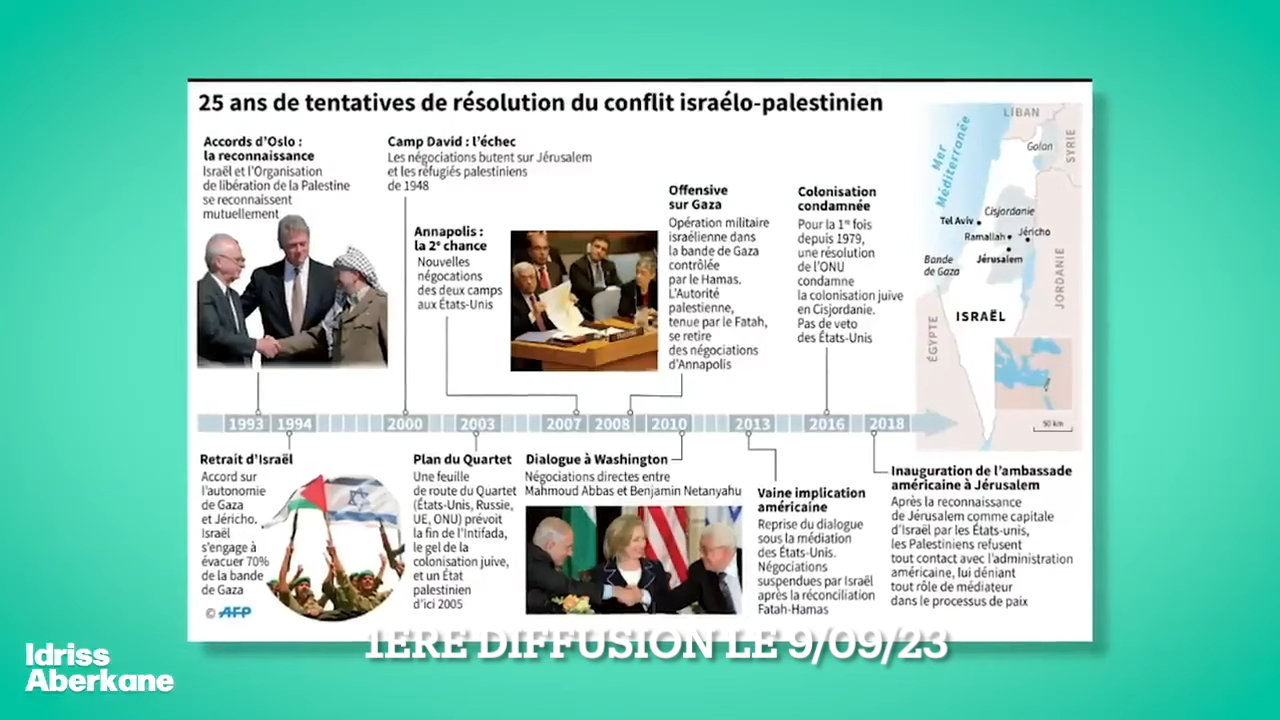 25 ans de tentatives de résolution du conflit israélo-palestinien
Accords d'Oslo :
la reconnaissance
Israël et l'Organisation
de libération de la Palestine
se reconnaissent
mutuellement
Camp David : l'échec
Les négociations butent sur Jérusalem
et les réfugiés palestiniens
de 1948
Annapolis :
la 2e chance
Nouvelles
négocations
des deux camps
aux États-Unis
Offensive
sur Gaza
Opération militaire
israélienne dans
la bande de Gaza
contrôlée
par le Hamas.
L'Autorité
palestienne,
tenue par le Fatah,
se retire
des négociations
d'Annapolis
Colonisation
condamnée
Pour la 1re fois
depuis 1979,
une résolution
de l'ONU
condamne
la colonisation juive
en Cisjordanie.
Pas de veto
des États-Unis
LIBAN
SYRIE
Golan
Mer
Méditerranée
Cisjordanie
Tel Aviv
Jéricho
Ramallah
Jérusalem
Bande
de Gaza
JORDANIE
ISRAËL
ÉGYPTE
50 km
1993 1994 2000 2003 2007 2008 2010 2013 2016 2018
Retrait d'Israël
Accord sur
l'autonomie
de Gaza
et Jéricho.
Israël
s'engage à
évacuer 70%
de la bande
de Gaza
© AFP
Plan du Quartet
Une feuille
de route du Quartet
(États-Unis, Russie,
UE, ONU) prévoit
la fin de l'Intifada,
le gel de la
colonisation juive,
et un État
palestinien
d'ici 2005
Dialogue à Washington
Négociations directes entre
Mahmoud Abbas et Benjamin Netanyahu
Vaine implication
américaine
Reprise du dialogue
sous la médiation
des États-Unis.
Négociations
suspendues par Israël
après la réconciliation
Fatah-Hamas
Inauguration de l'ambassade
américaine à Jérusalem
Après la reconnaissance
de Jérusalem comme capitale
d'Israël par les États-unis,
les Palestiniens refusent
tout contact avec l'administration
américaine, lui déniant
tout rôle de médiateur
dans le processus de paix
1ERE DIFFUSION LE 9/09/23
Idriss
Aberkane